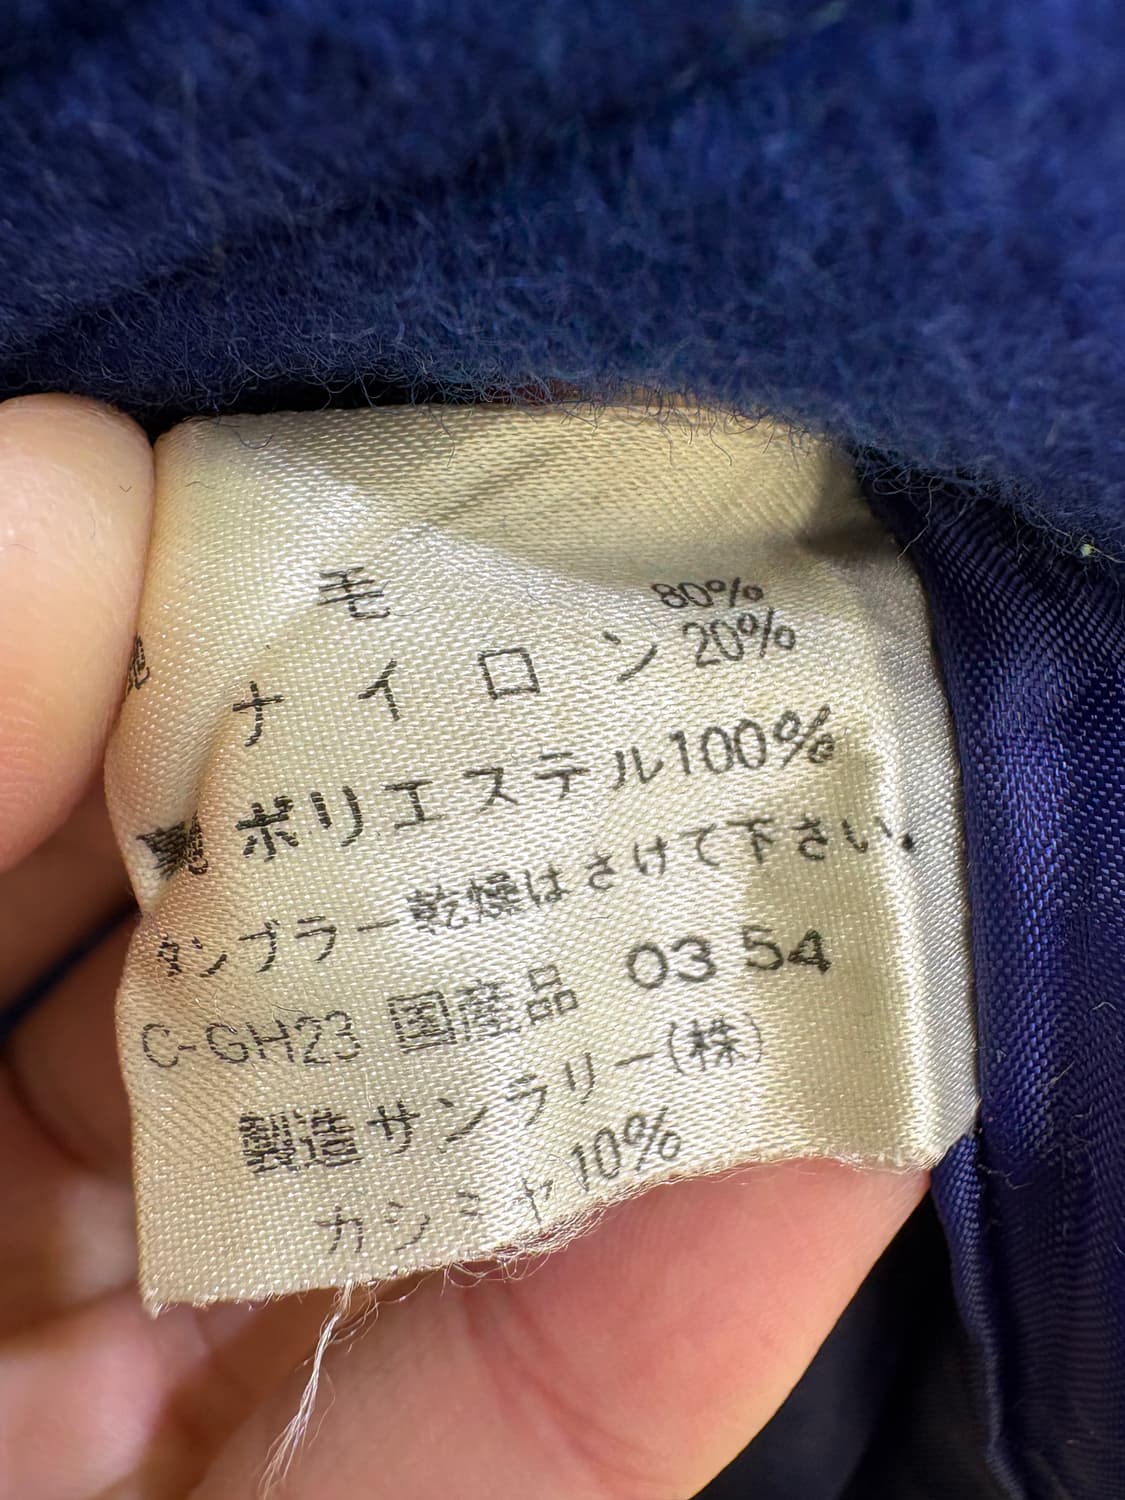 毛 80%
ナイロン 20%
ポリエステル100%
タンブラー乾燥はさけて下さい.
C-GH23 国産品 03 54
製造サンラリー(株)
カシミヤ10%